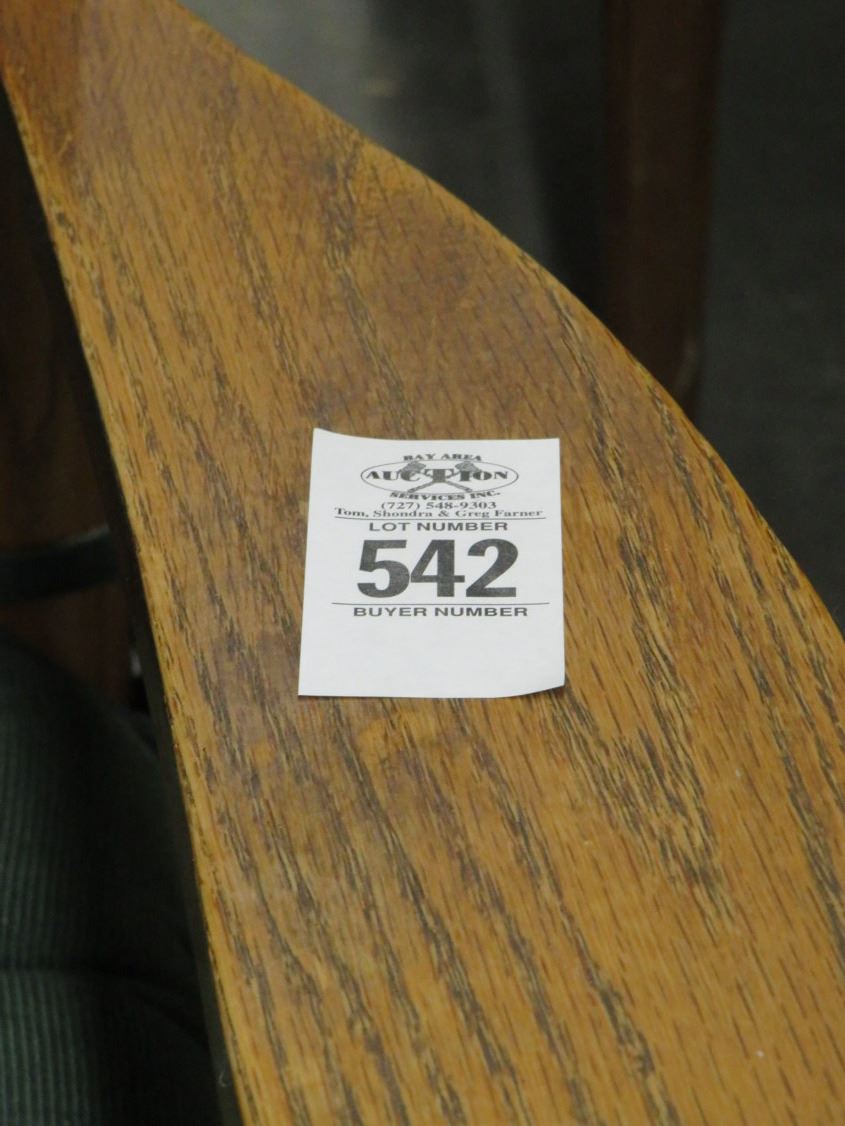 BAY AREA
AUCTION
SERVICES INC.
(727) 548-9303
Tom, Shondra & Greg Farner
LOT NUMBER
542
BUYER NUMBER